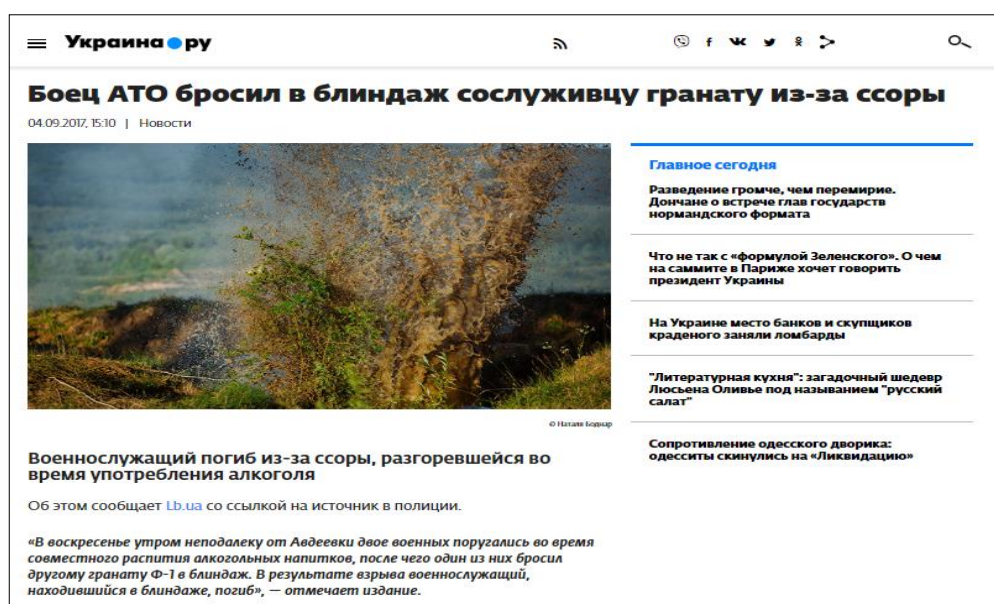 Украина ру
Боец АТО бросил в блиндаж сослуживцу гранату из-за ссоры
04.09.2017, 15:10 | Новости
© Наталя Боднар
Военнослужащий погиб из-за ссоры, разгоревшейся во
время употребления алкоголя
Об этом сообщает Lb.ua со ссылкой на источник в полиции.
«В воскресенье утром неподалеку от Авдеевки двое военных поругались во время
совместного распития алкогольных напитков, после чего один из них бросил
другому гранату Ф-1 в блиндаж. В результате взрыва военнослужащий,
находившийся в блиндаже, погиб», — отмечает издание.
Главное сегодня
Разведение громче, чем перемирие.
Дончане о встрече глав государств
нормандского формата
Что не так с «формулой Зеленского». О чем
на саммите в Париже хочет говорить
президент Украины
На Украине место банков и скупщиков
краденого заняли ломбарды
"Литературная кухня": загадочный шедевр
Люсьена Оливье под называнием "русский
салат"
Сопротивление одесского дворика:
одесситы скинулись на «Ликвидацию»